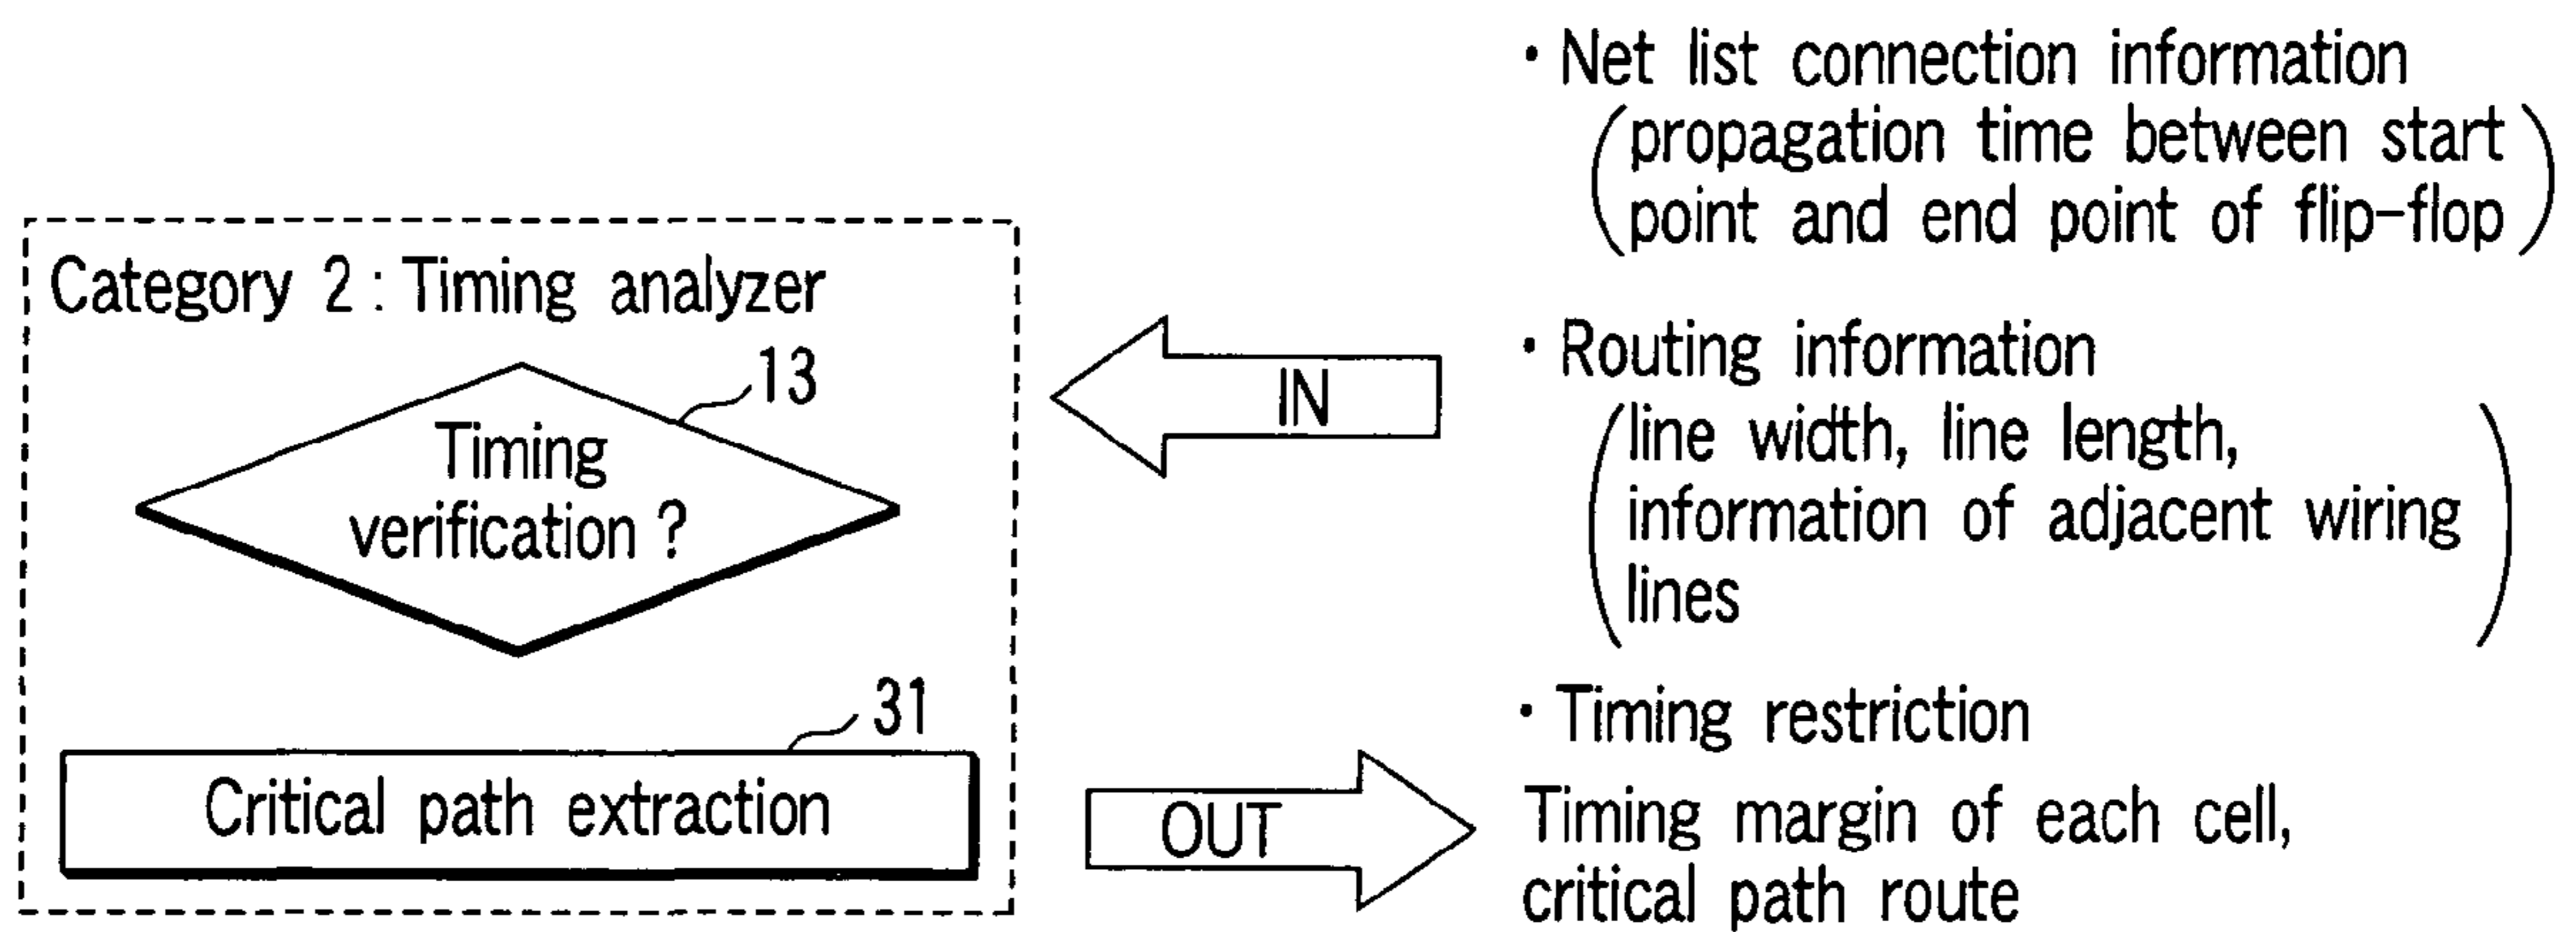 Category 2 : Timing analyzer
13
Timing
verification ?
31
Critical path extraction
IN
OUT
・Net list connection information
(propagation time between start
point and end point of flip-flop)
・Routing information
(line width, line length,
information of adjacent wiring
lines)
・Timing restriction
Timing margin of each cell,
critical path route